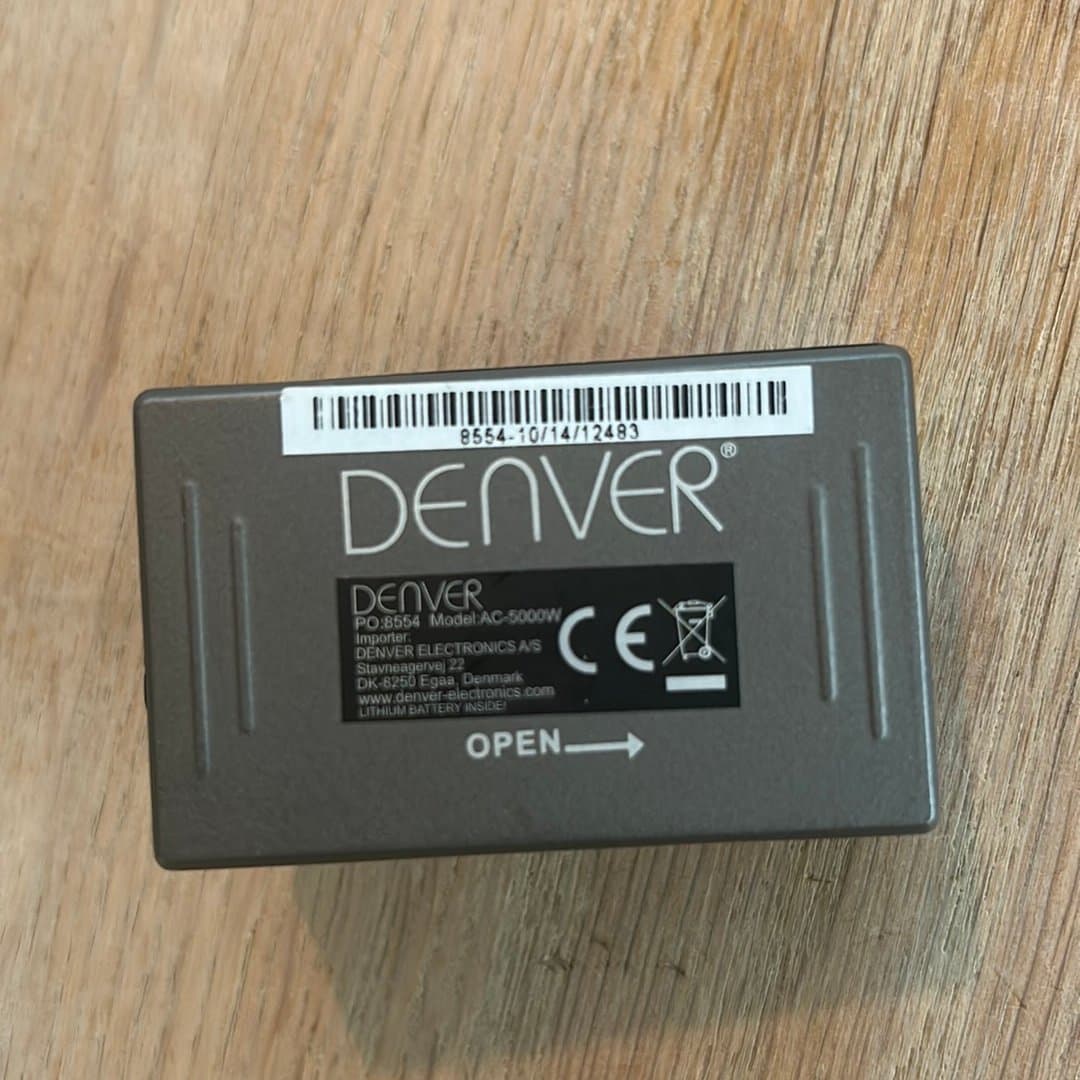 8554-10/14/12483
DENVER®
DENVER
PO:8554 Model:AC-5000W
Importer:
DENVER ELECTRONICS A/S
Stavneagervej 22
DK-8250 Egaa, Denmark
www.denver-electronics.com
LITHIUM BATTERY INSIDE!
CE
OPEN